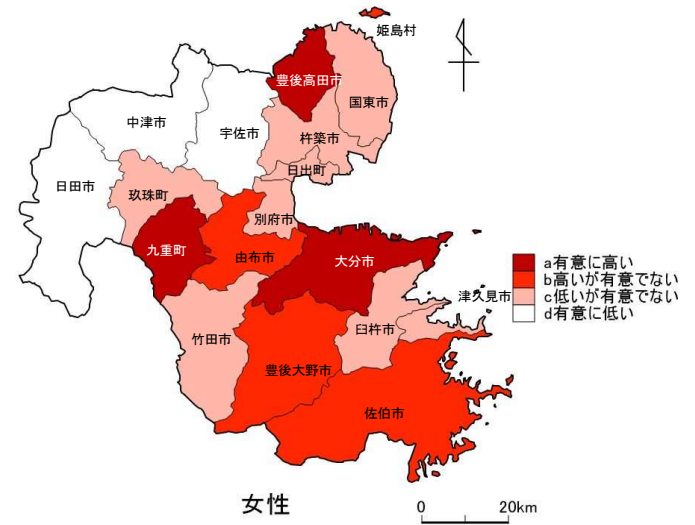 姫島村
豊後高田市
国東市
中津市
宇佐市
杵築市
日出町
日田市
玖珠町
別府市
九重町
由布市
大分市
a有意に高い
b高いが有意でない
c低いが有意でない
d有意に低い
津久見市
臼杵市
竹田市
豊後大野市
佐伯市
女性
0 20km